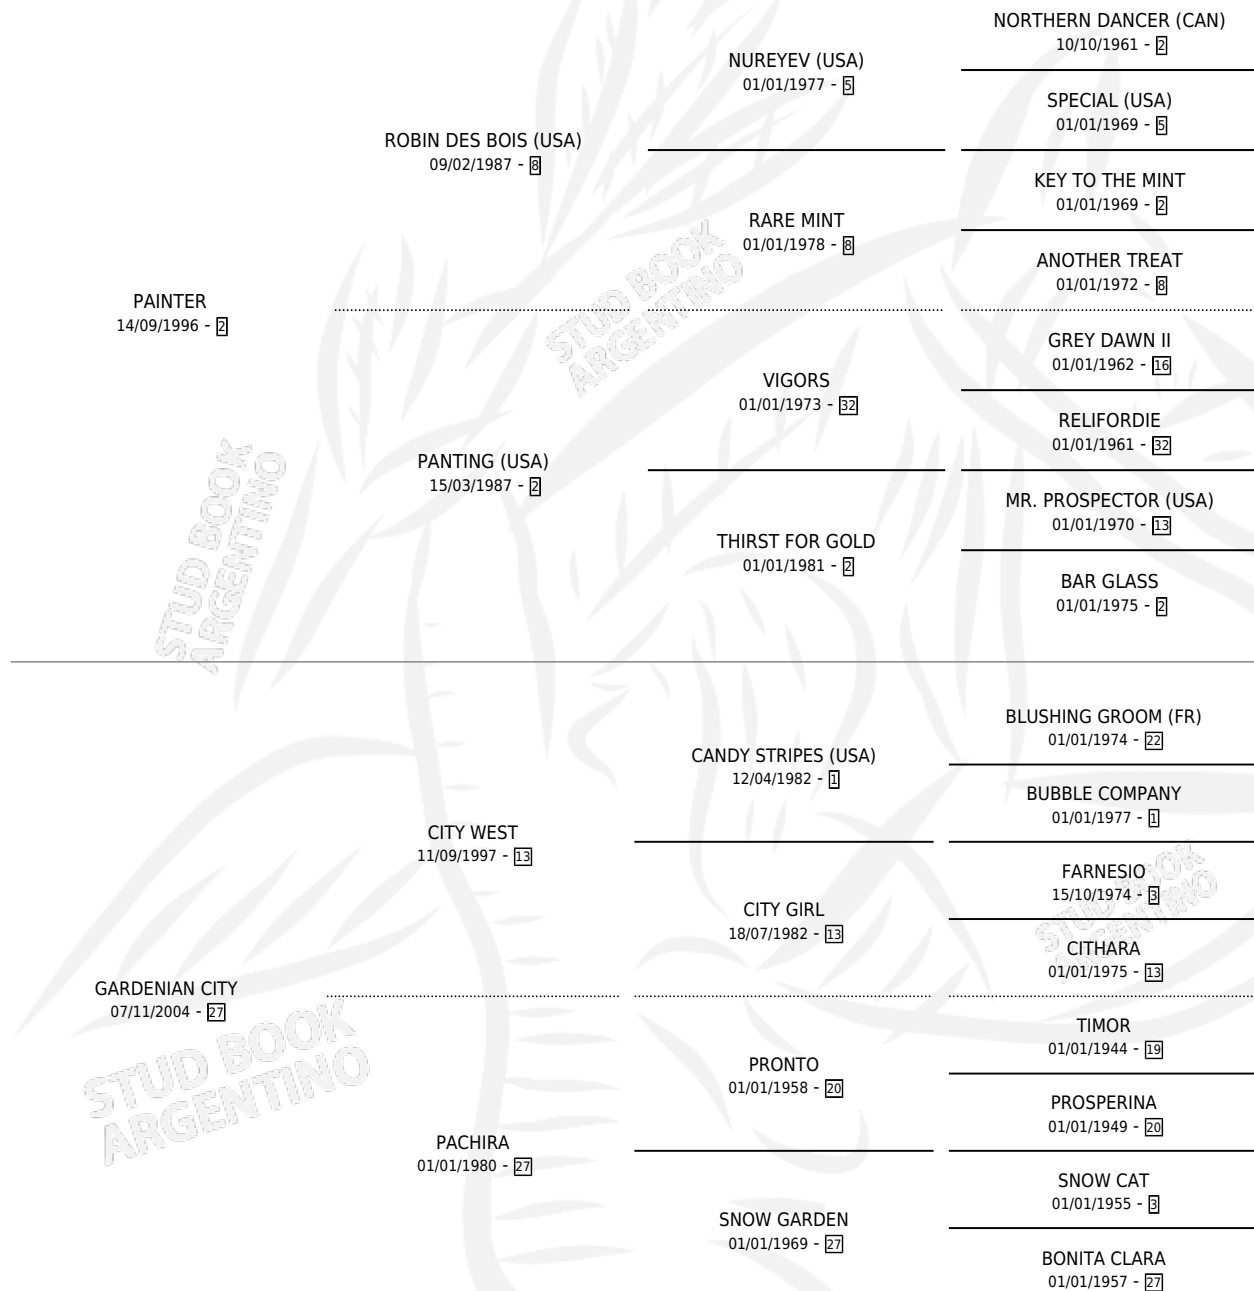 NORTHERN DANCER (CAN)
10/10/1961 - 2
NUREYEV (USA)
01/01/1977 - 5
SPECIAL (USA)
01/01/1969 - 5
ROBIN DES BOIS (USA)
09/02/1987 - 8
KEY TO THE MINT
01/01/1969 - 2
RARE MINT
01/01/1978 - 8
ANOTHER TREAT
01/01/1972 - 8
PAINTER
14/09/1996 - 2
GREY DAWN II
01/01/1962 - 16
VIGORS
01/01/1973 - 32
RELIFORDIE
01/01/1961 - 32
PANTING (USA)
15/03/1987 - 2
MR. PROSPECTOR (USA)
01/01/1970 - 13
THIRST FOR GOLD
01/01/1981 - 2
BAR GLASS
01/01/1975 - 2
BLUSHING GROOM (FR)
01/01/1974 - 22
CANDY STRIPES (USA)
12/04/1982 - 1
BUBBLE COMPANY
01/01/1977 - 1
CITY WEST
11/09/1997 - 13
FARNESIO
15/10/1974 - 3
CITY GIRL
18/07/1982 - 13
CITHARA
01/01/1975 - 13
GARDENIAN CITY
07/11/2004 - 27
TIMOR
01/01/1944 - 19
PRONTO
01/01/1958 - 20
PROSPERINA
01/01/1949 - 20
PACHIRA
01/01/1980 - 27
SNOW CAT
01/01/1955 - 3
SNOW GARDEN
01/01/1969 - 27
BONITA CLARA
01/01/1957 - 27
STUD BOOK
ARGENTINO
STUD BOOK
ARGENTINO
STUD BOOK
ARGENTINO
STUD BOOK
ARGENTINO